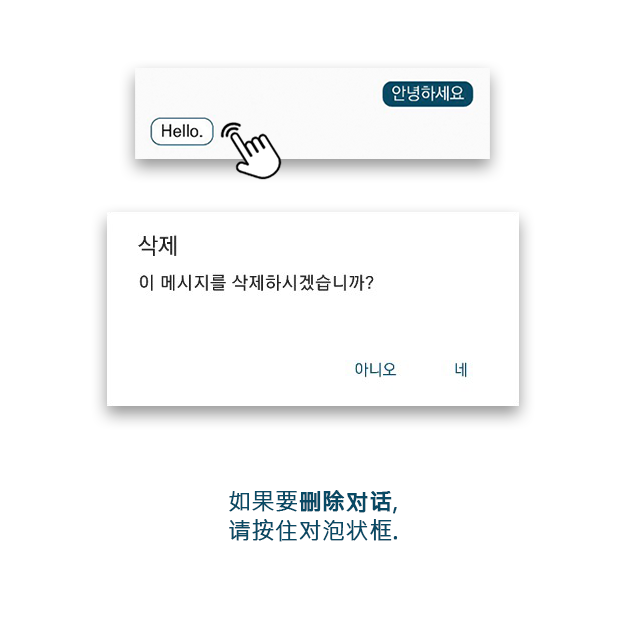 안녕하세요
Hello.
삭제
이 메시지를 삭제하시겠습니까?
아니오 네
如果要删除对话,
请按住对泡状框.